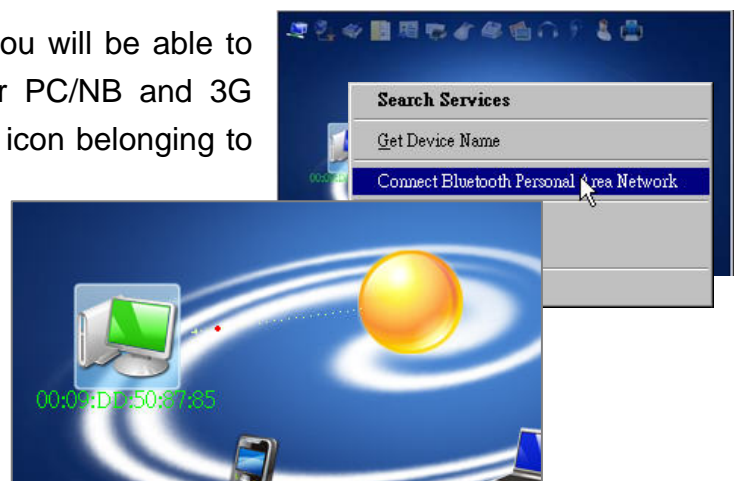 ou will be able to
r PC/NB and 3G
icon belonging to
Search Services
Get Device Name
Connect Bluetooth Personal Area Network
00:09:DD:50:87:85